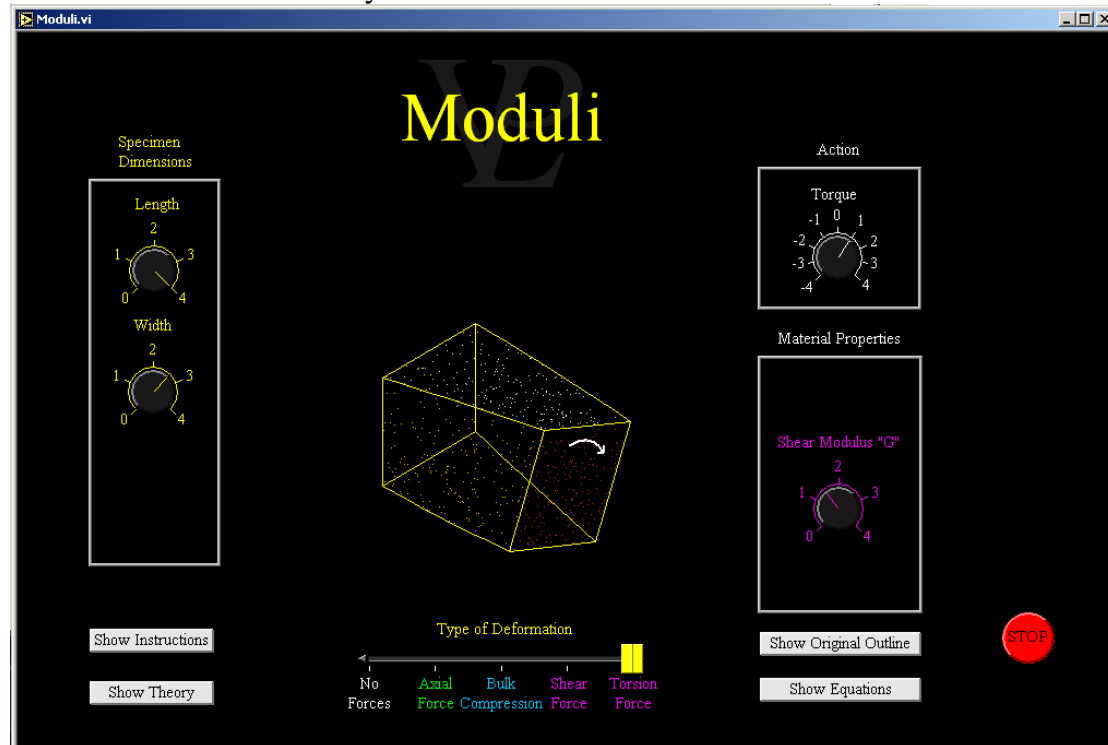 Moduli.vi
Moduli
Specimen
Dimensions
Length
2
1 3
0 4
Width
2
1 3
0 4
Action
Torque
-1 0 1
-2 2
-3 3
-4 4
Material Properties
Shear Modulus "G"
2
1 3
0 4
Type of Deformation
No Forces
Axial Force
Bulk Compression
Shear Force
Torsion Force
Show Instructions
Show Theory
Show Original Outline
Show Equations
STOP